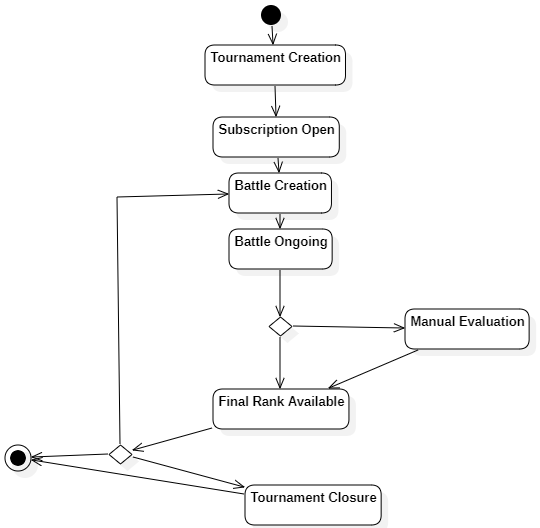 Tournament Creation
Subscription Open
Battle Creation
Battle Ongoing
Manual Evaluation
Final Rank Available
Tournament Closure